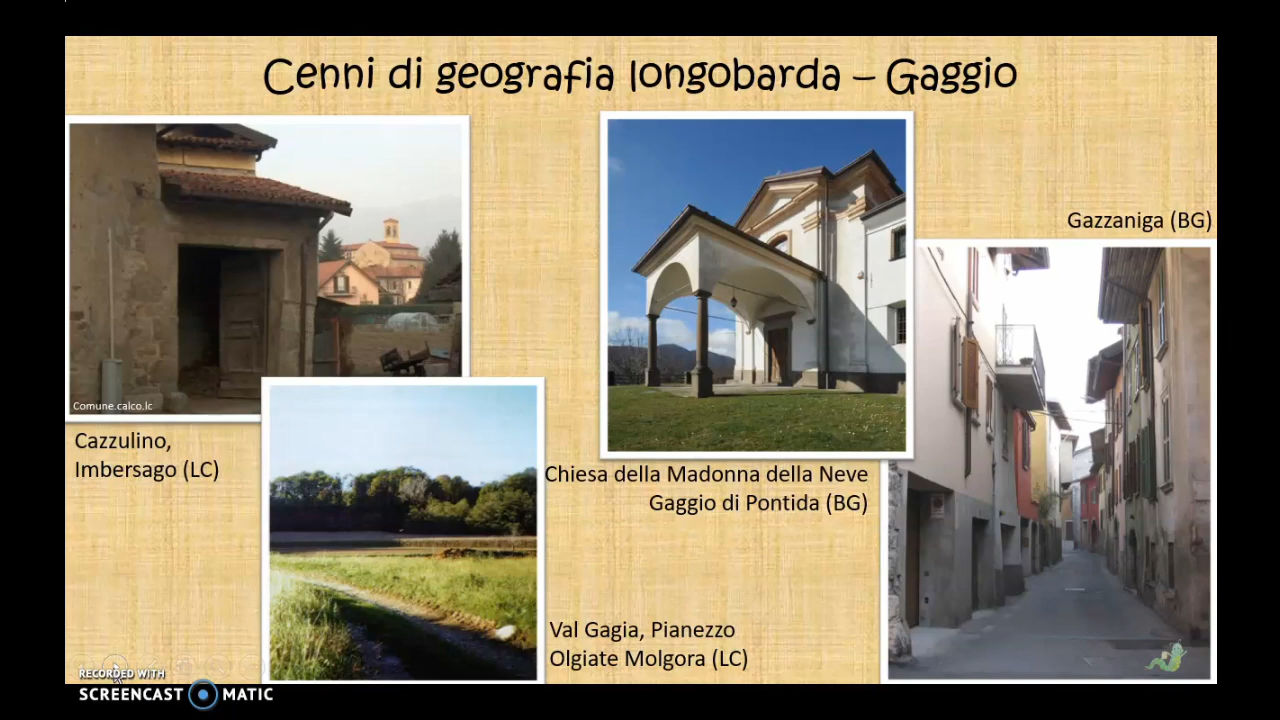 Cenni di geografia longobarda – Gaggio
Gazzaniga (BG)
Comune.calco.lc
Cazzulino,
Imbersago (LC)
Chiesa della Madonna della Neve
Gaggio di Pontida (BG)
Val Gagia, Pianezzo
Olgiate Molgora (LC)
RECORDED WITH
SCREENCAST MATIC